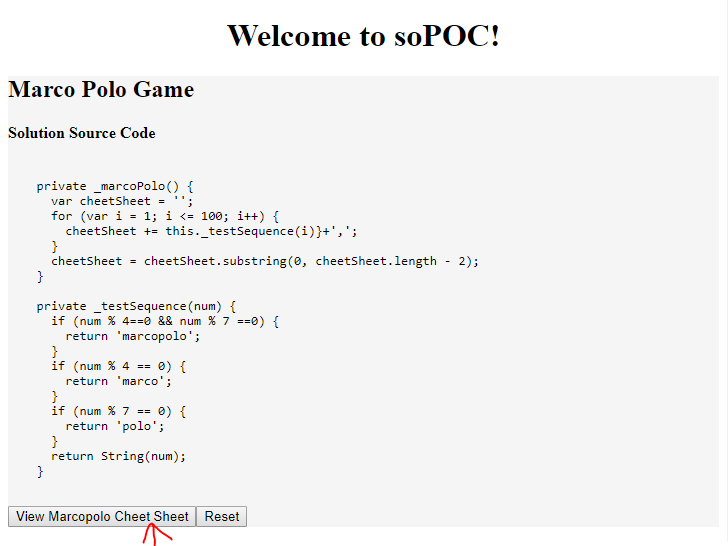 Welcome to soPOC!
Marco Polo Game
Solution Source Code
private _marcoPolo() {
var cheetSheet = '';
for (var i = 1; i <= 100; i++) {
cheetSheet += this._testSequence(i)}+',';
}
cheetSheet = cheetSheet.substring(0, cheetSheet.length - 2);
}
private _testSequence(num) {
if (num % 4==0 && num % 7 ==0) {
return 'marcopolo';
}
if (num % 4 == 0) {
return 'marco';
}
if (num % 7 == 0) {
return 'polo';
}
return String(num);
}
View Marcopolo Cheet Sheet Reset